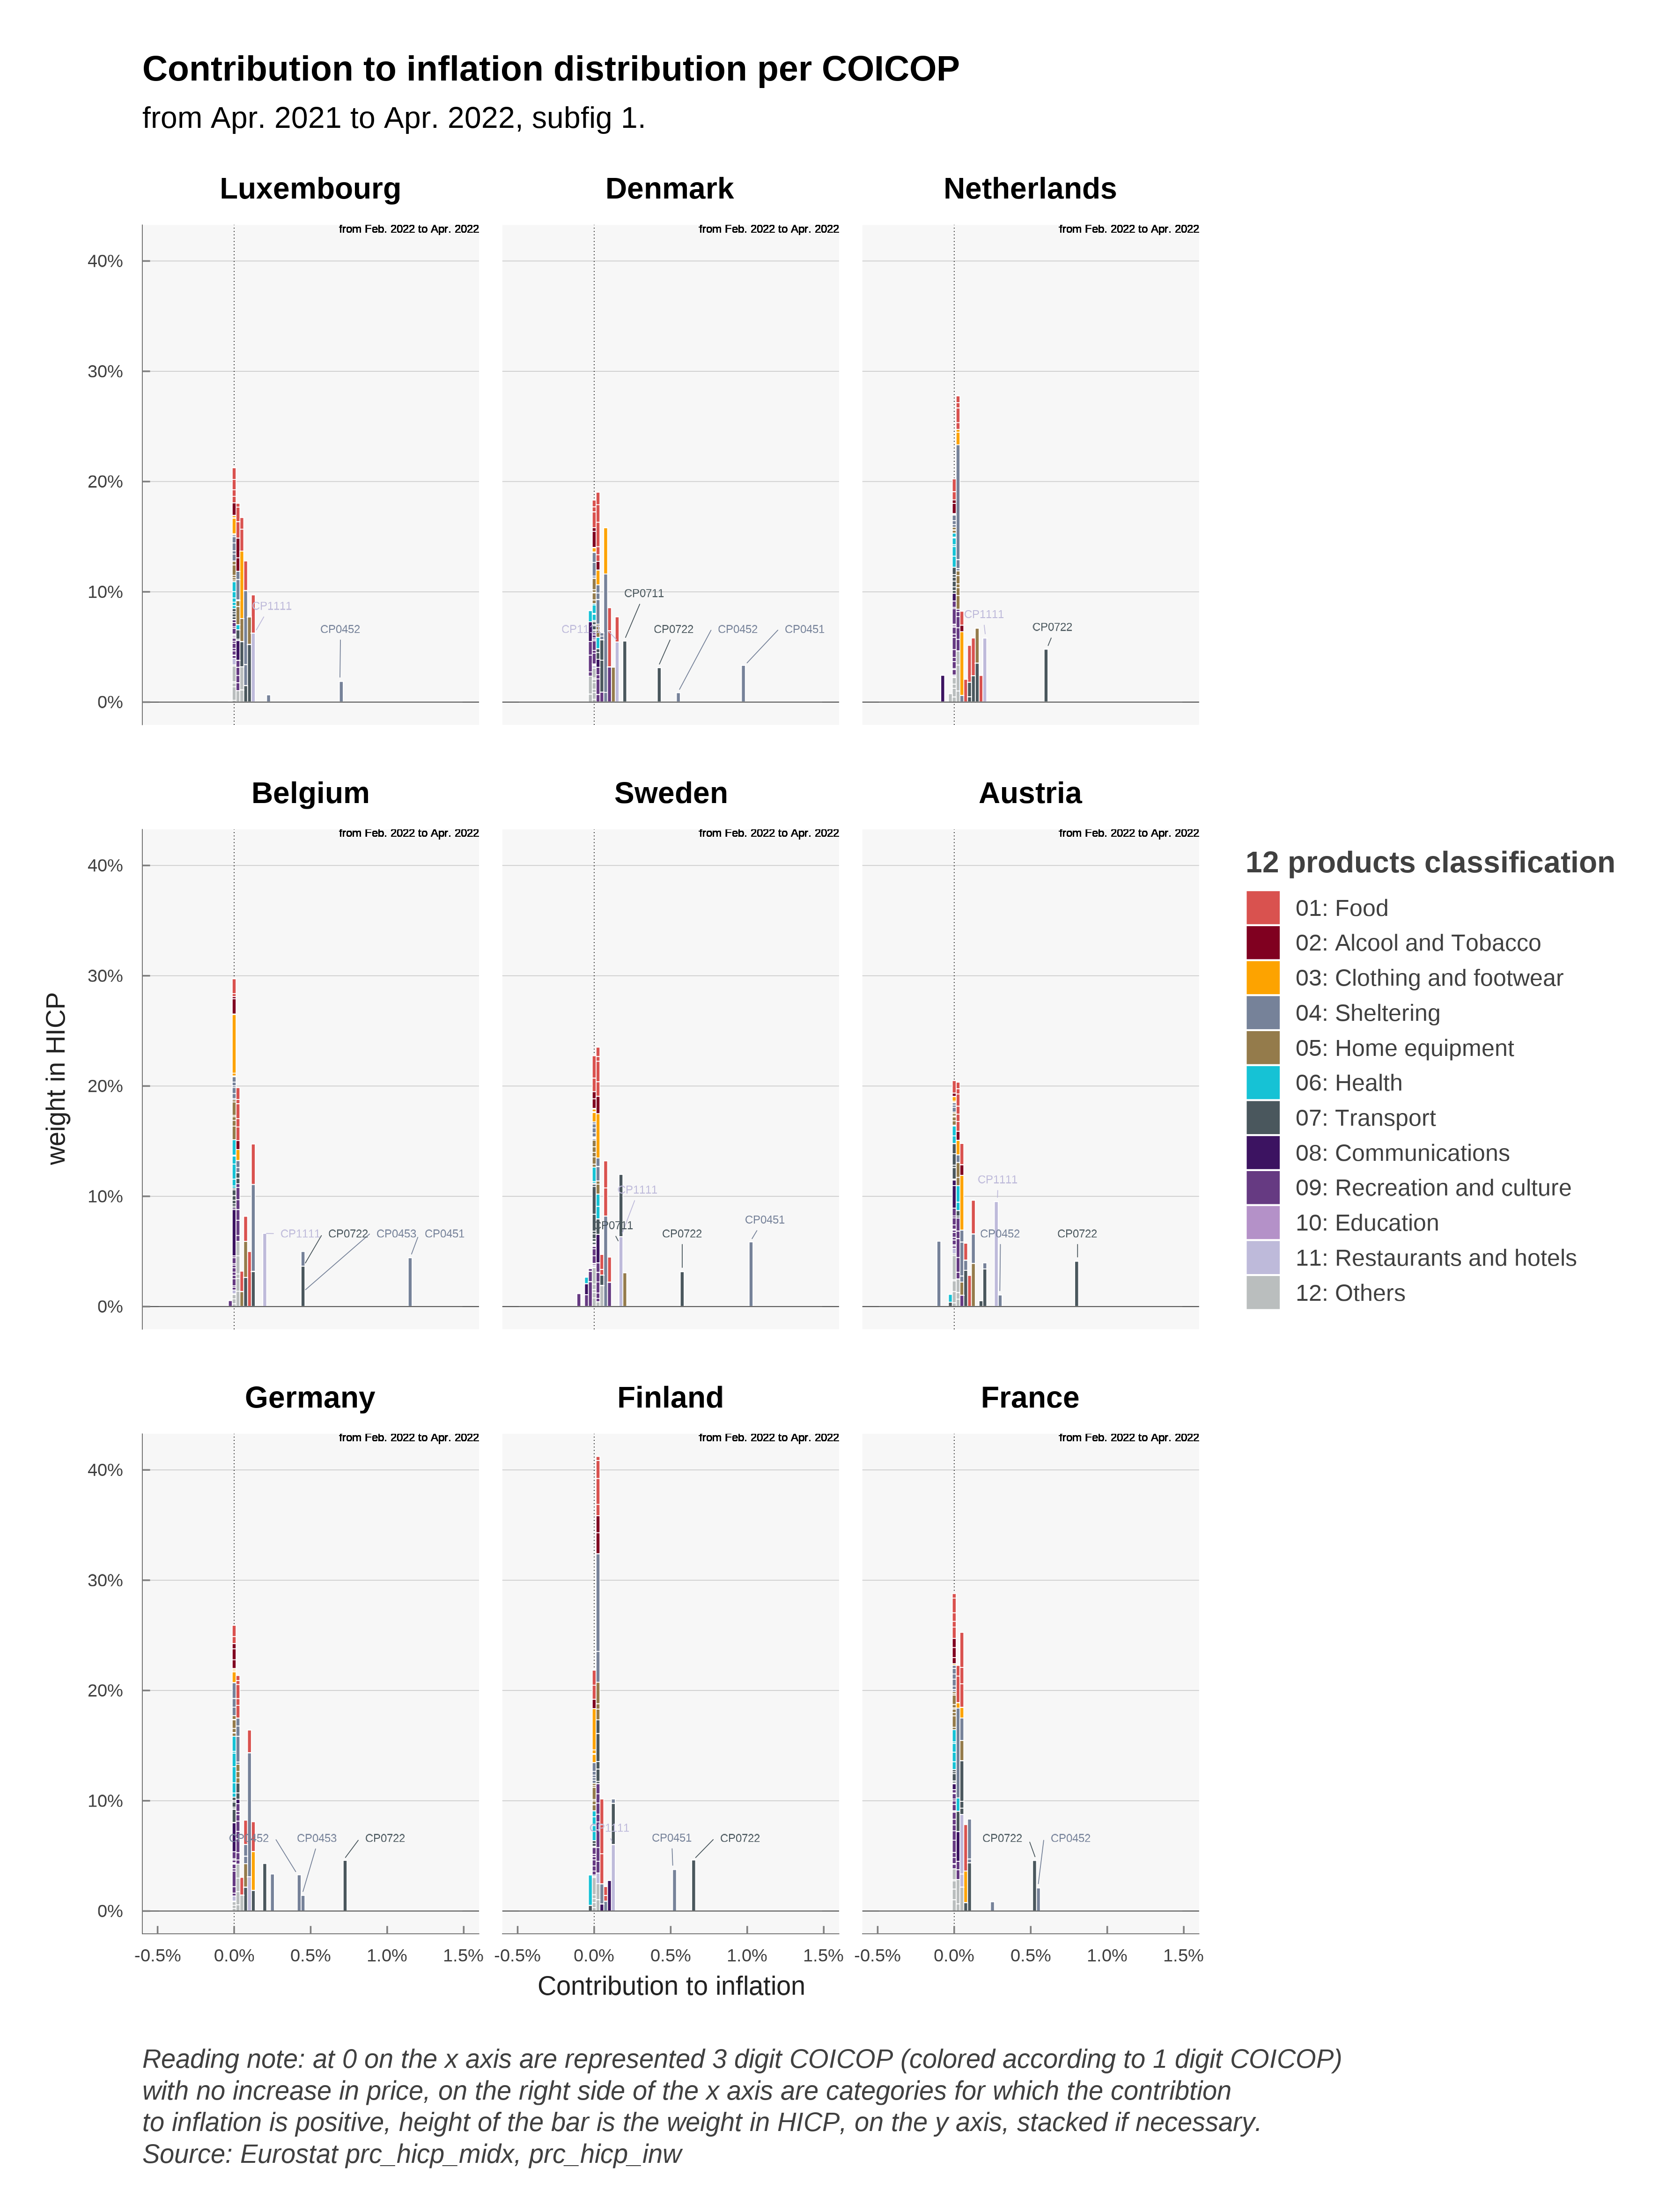 Contribution to inflation distribution per COICOP
from Apr. 2021 to Apr. 2022, subfig 1.
Luxembourg
Denmark
Netherlands
from Feb. 2022 to Apr. 2022
from Feb. 2022 to Apr. 2022
from Feb. 2022 to Apr. 2022
40%
30%
20%
10%
0%
CP1111
CP0452
CP0711
CP0722
CP0452
CP0451
CP1111
CP0722
Belgium
Sweden
Austria
from Feb. 2022 to Apr. 2022
from Feb. 2022 to Apr. 2022
from Feb. 2022 to Apr. 2022
40%
30%
20%
10%
0%
CP1111
CP0722
CP0453
CP0451
CP1111
CP0711
CP0722
CP0451
CP1111
CP0452
CP0722
weight in HICP
12 products classification
01: Food
02: Alcool and Tobacco
03: Clothing and footwear
04: Sheltering
05: Home equipment
06: Health
07: Transport
08: Communications
09: Recreation and culture
10: Education
11: Restaurants and hotels
12: Others
Germany
Finland
France
from Feb. 2022 to Apr. 2022
from Feb. 2022 to Apr. 2022
from Feb. 2022 to Apr. 2022
40%
30%
20%
10%
0%
CP0452
CP0453
CP0722
CP1111
CP0451
CP0722
CP0722
CP0452
-0.5% 0.0% 0.5% 1.0% 1.5%
-0.5% 0.0% 0.5% 1.0% 1.5%
-0.5% 0.0% 0.5% 1.0% 1.5%
Contribution to inflation
Reading note: at 0 on the x axis are represented 3 digit COICOP (colored according to 1 digit COICOP)
with no increase in price, on the right side of the x axis are categories for which the contribtion
to inflation is positive, height of the bar is the weight in HICP, on the y axis, stacked if necessary.
Source: Eurostat prc_hicp_midx, prc_hicp_inw